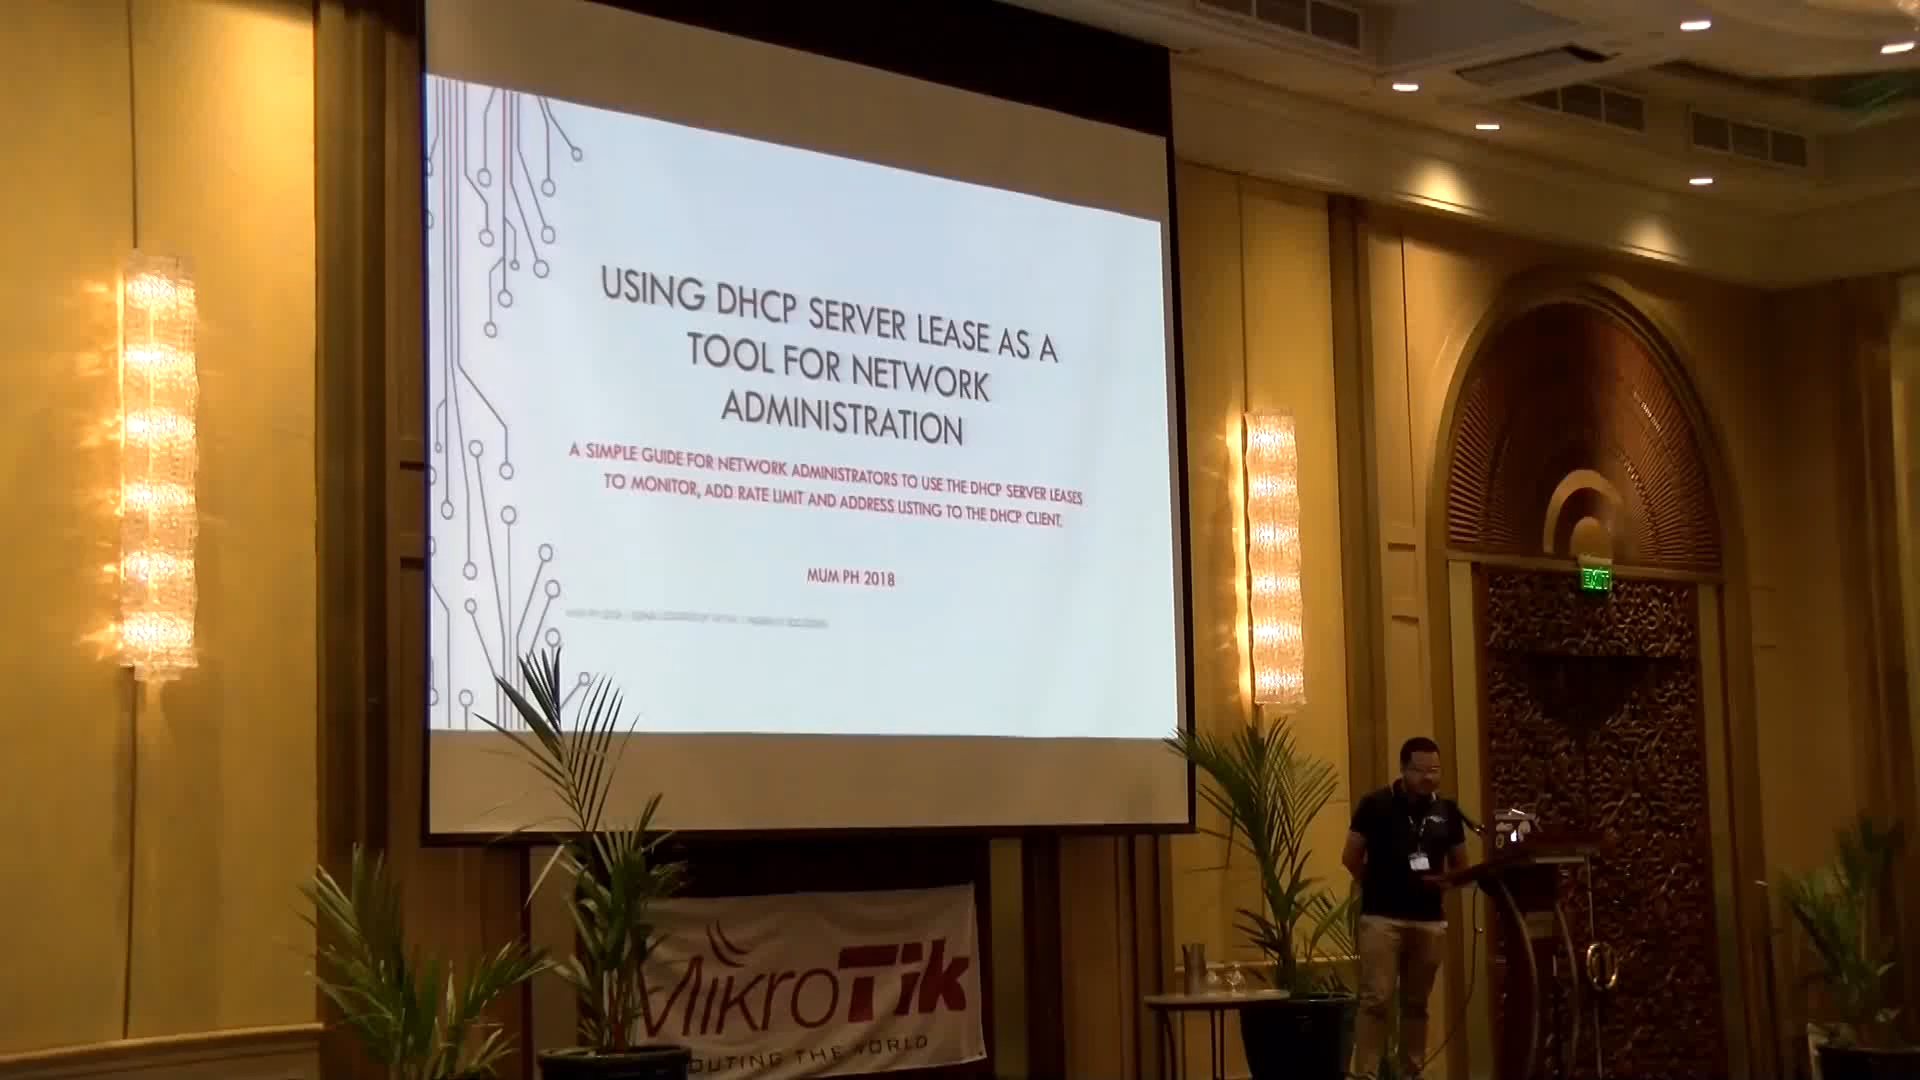 USING DHCP SERVER LEASE AS A
TOOL FOR NETWORK
ADMINISTRATION
A SIMPLE GUIDE FOR NETWORK ADMINISTRATORS TO USE THE DHCP SERVER LEASES
TO MONITOR, ADD RATE LIMIT AND ADDRESS LISTING TO THE DHCP CLIENT.
MUM PH 2018
EXIT
MikroTik
ROUTING THE WORLD